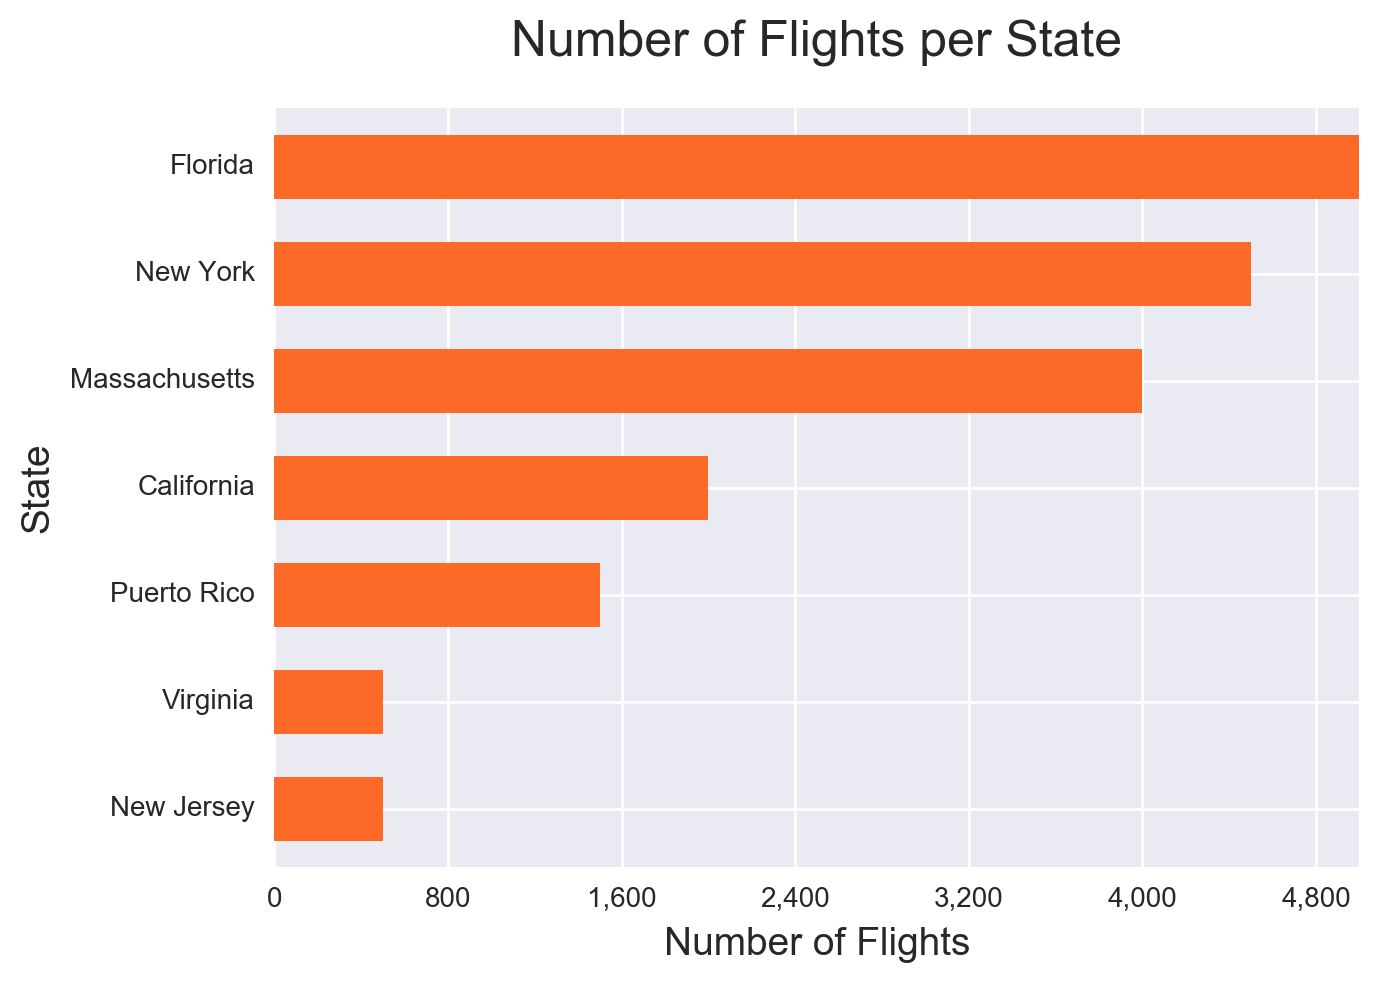 Number of Flights per State
Florida
New York
Massachusetts
California
Puerto Rico
Virginia
New Jersey
State
0 800 1,600 2,400 3,200 4,000 4,800
Number of Flights